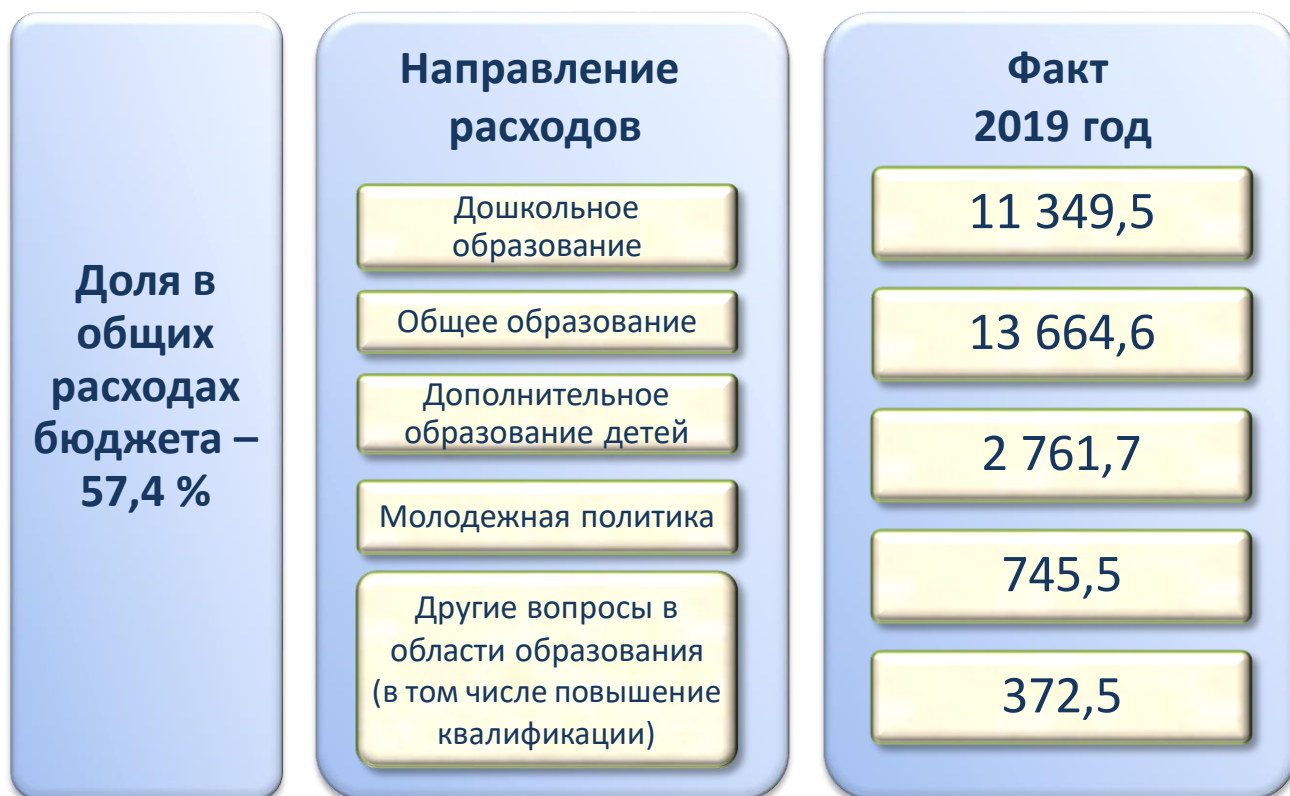 Доля в
общих
расходах
бюджета –
57,4 %
Направление
расходов
Дошкольное
образование
Общее образование
Дополнительное
образование детей
Молодежная политика
Другие вопросы в
области образования
(в том числе повышение
квалификации)
Факт
2019 год
11 349,5
13 664,6
2 761,7
745,5
372,5